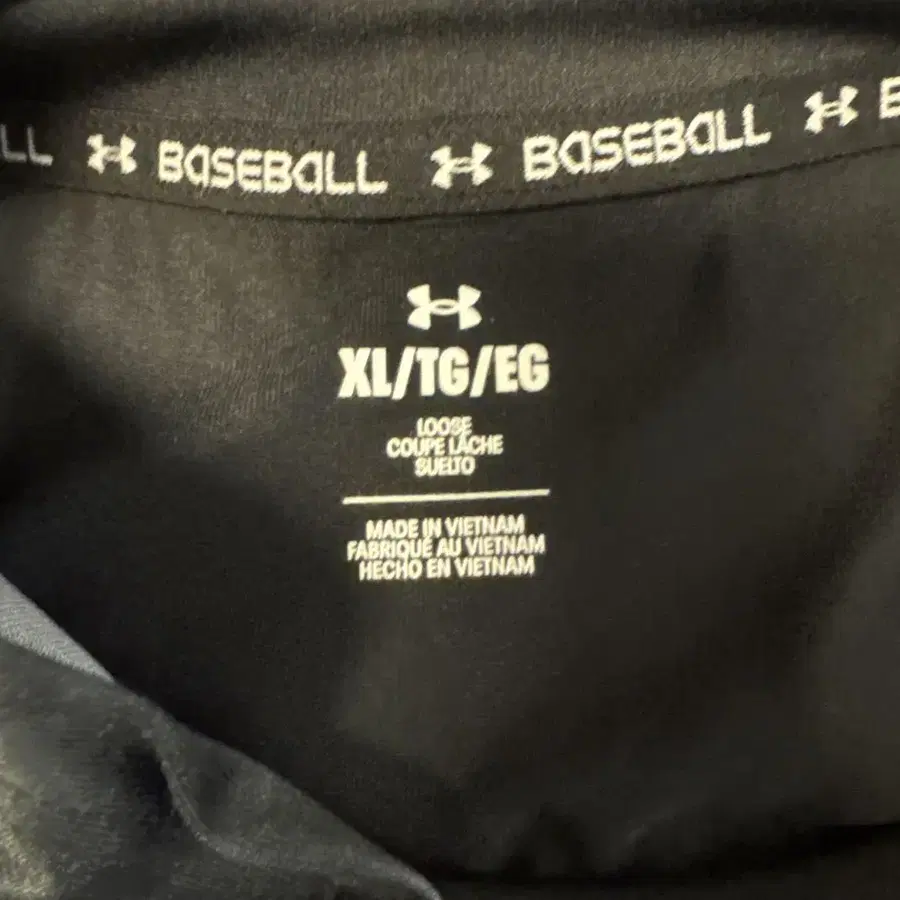 LL BASEBALL BASEBALL B
XL/TG/EG
LOOSE
COUPE LÂCHE
SUELTO
MADE IN VIETNAM
FABRIQUÉ AU VIETNAM
HECHO EN VIETNAM